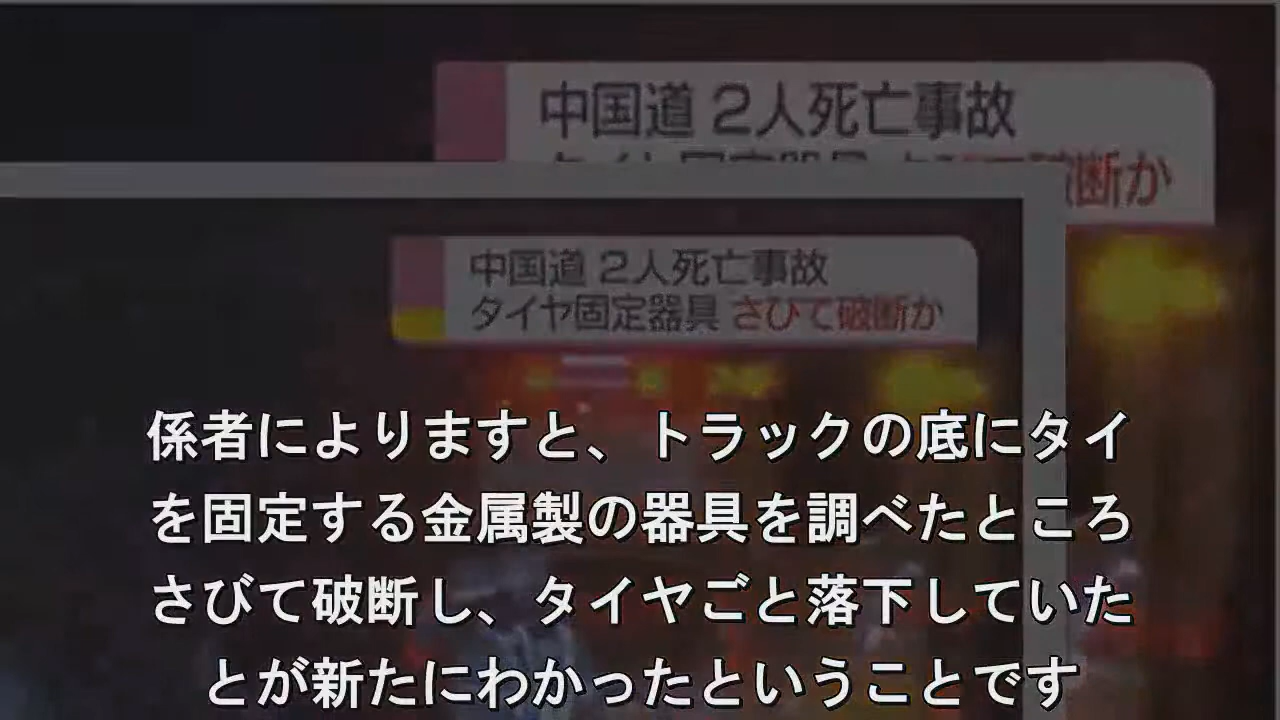 中国道 2人死亡事故
断か
中国道 2人死亡事故
タイヤ固定器具 さびて破断か
係者によりますと、トラックの底にタイ
を固定する金属製の器具を調べたところ
さびて破断し、タイヤごと落下していた
とが新たにわかったということです